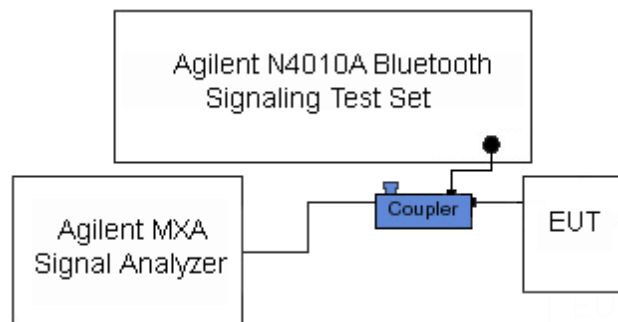 Agilent N4010A Bluetooth
Signaling Test Set
Coupler
Agilent MXA
Signal Analyzer
EUT